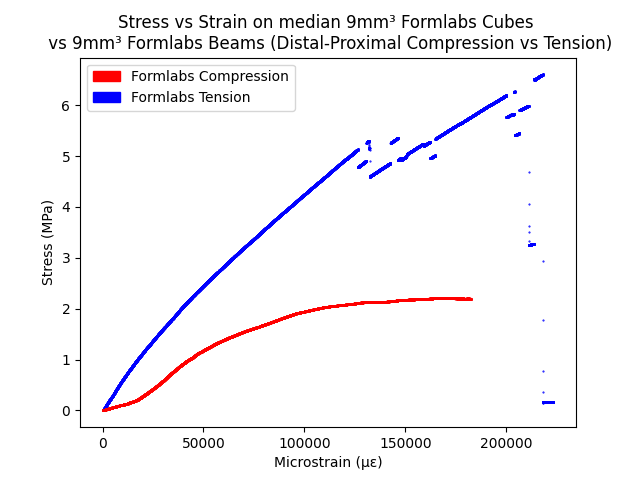 Stress vs Strain on median 9mm³ Formlabs Cubes
vs 9mm³ Formlabs Beams (Distal-Proximal Compression vs Tension)
Formlabs Compression
Formlabs Tension
Stress (MPa)
6
5
4
3
2
1
0
0 50000 100000 150000 200000
Microstrain (με)